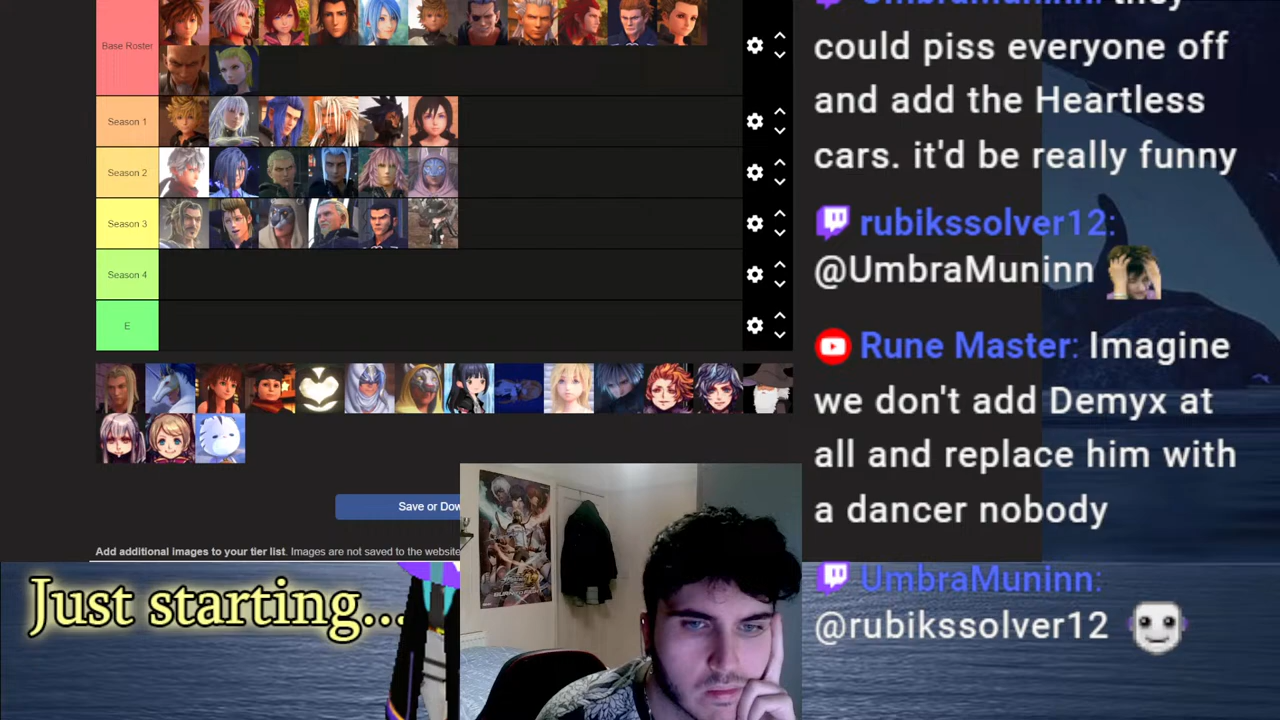 Base Roster
Season 1
Season 2
Season 3
Season 4
E
Save or Dow
Add additional images to your tier list. Images are not saved to the website
Just starting...
UmbraMuninn: they
could piss everyone off
and add the Heartless
cars. it'd be really funny
rubikssolver12:
@UmbraMuninn
Rune Master: Imagine
we don't add Demyx at
all and replace him with
a dancer nobody
UmbraMuninn:
@rubikssolver12